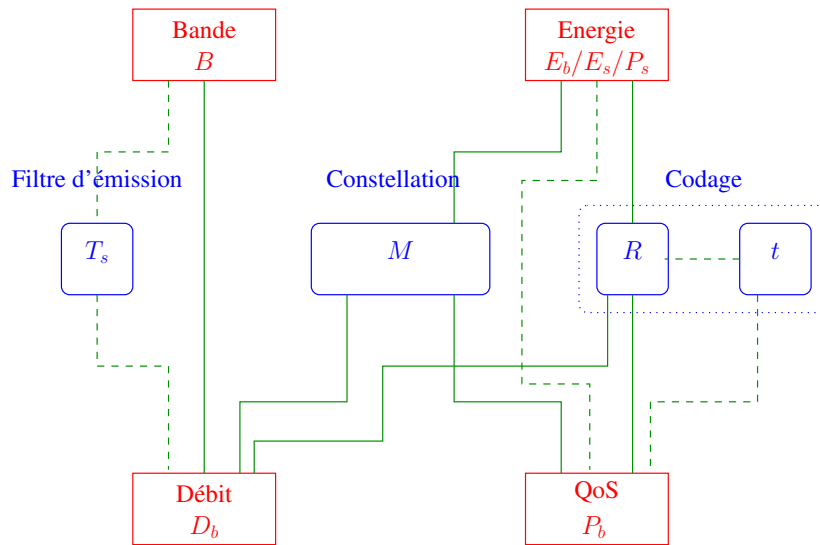 Bande
B
Energie
E_b/E_s/P_s
Filtre d'émission
Constellation
Codage
T_s
M
R
t
Débit
D_b
QoS
P_b